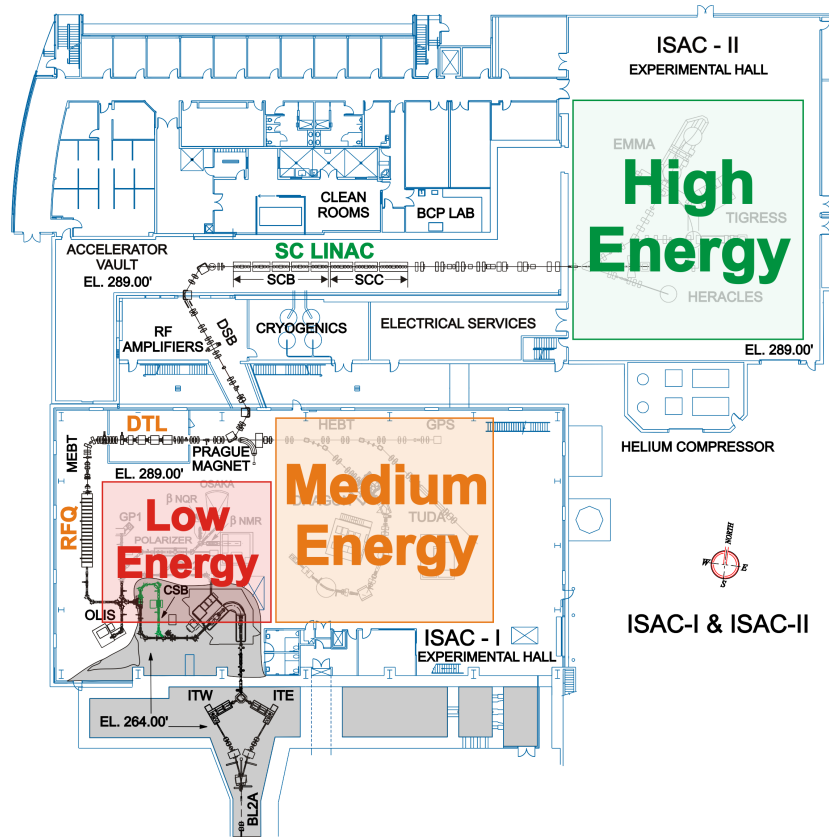 ISAC - II
EXPERIMENTAL HALL
EMMA
High
Energy
TIGRESS
HERACLES
CLEAN
ROOMS
BCP LAB
ACCELERATOR
VAULT
EL. 289.00'
SC LINAC
SCB
SCC
RF
AMPLIFIERS
DSB
CRYOGENICS
ELECTRICAL SERVICES
EL. 289.00'
HELIUM COMPRESSOR
DTL
MEBT
PRAGUE
MAGNET
EL. 289.00'
HEBT
GPS
Medium
Energy
DRAGON
TUDA
RFQ
OSAKA
β NQR
GP1
β NMR
POLARIZER
Low
Energy
CSB
OLIS
NORTH
W
E
S
ISAC-I & ISAC-II
ISAC - I
EXPERIMENTAL HALL
ITW
ITE
EL. 264.00'
BL2A